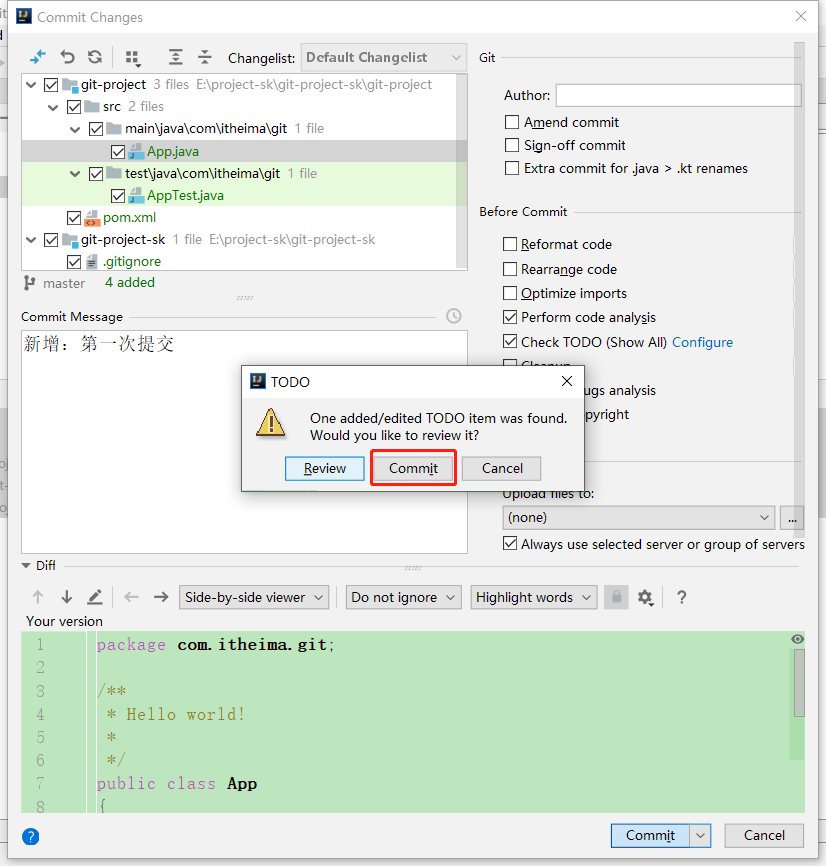 Commit Changes
Changelist: Default Changelist
git-project 3 files E:\project-sk\git-project-sk\git-project
src 2 files
main\java\com\itheima\git 1 file
App.java
test\java\com\itheima\git 1 file
AppTest.java
pom.xml
git-project-sk 1 file E:\project-sk\git-project-sk
.gitignore
master 4 added
Commit Message
新增：第一次提交
Git
Author:
Amend commit
Sign-off commit
Extra commit for .java > .kt renames
Before Commit
Reformat code
Rearrange code
Optimize imports
Perform code analysis
Check TODO (Show All) Configure
Cleanup
ugs analysis
pyright
Upload files to:
(none)
...
Always use selected server or group of servers
TODO
One added/edited TODO item was found.
Would you like to review it?
Review Commit Cancel
Diff
Side-by-side viewer Do not ignore Highlight words ?
Your version
1 package com.itheima.git;
2
3 /**
4 * Hello world!
5 *
6 */
7 public class App
8 {
? Commit Cancel